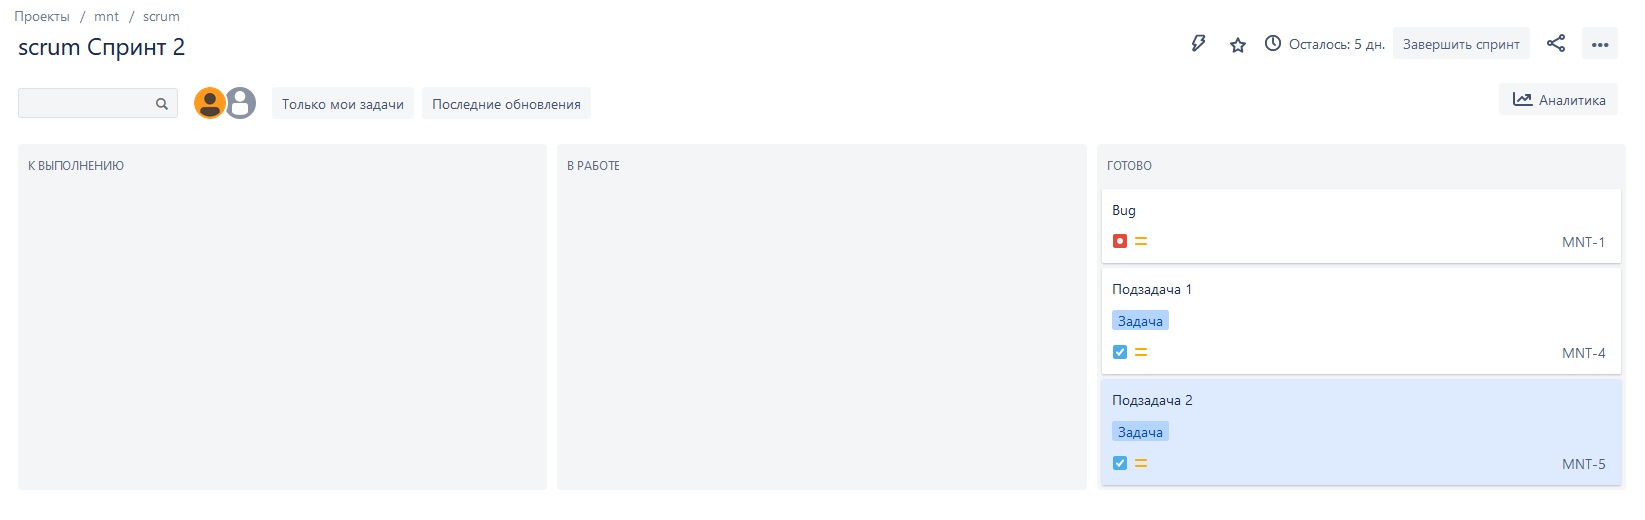 Проекты / mnt / scrum
scrum Спринт 2
Осталось: 5 дн.
Завершить спринт
Только мои задачи
Последние обновления
Аналитика
К ВЫПОЛНЕНИЮ
В РАБОТЕ
ГОТОВО
Bug
MNT-1
Подзадача 1
Задача
MNT-4
Подзадача 2
Задача
MNT-5